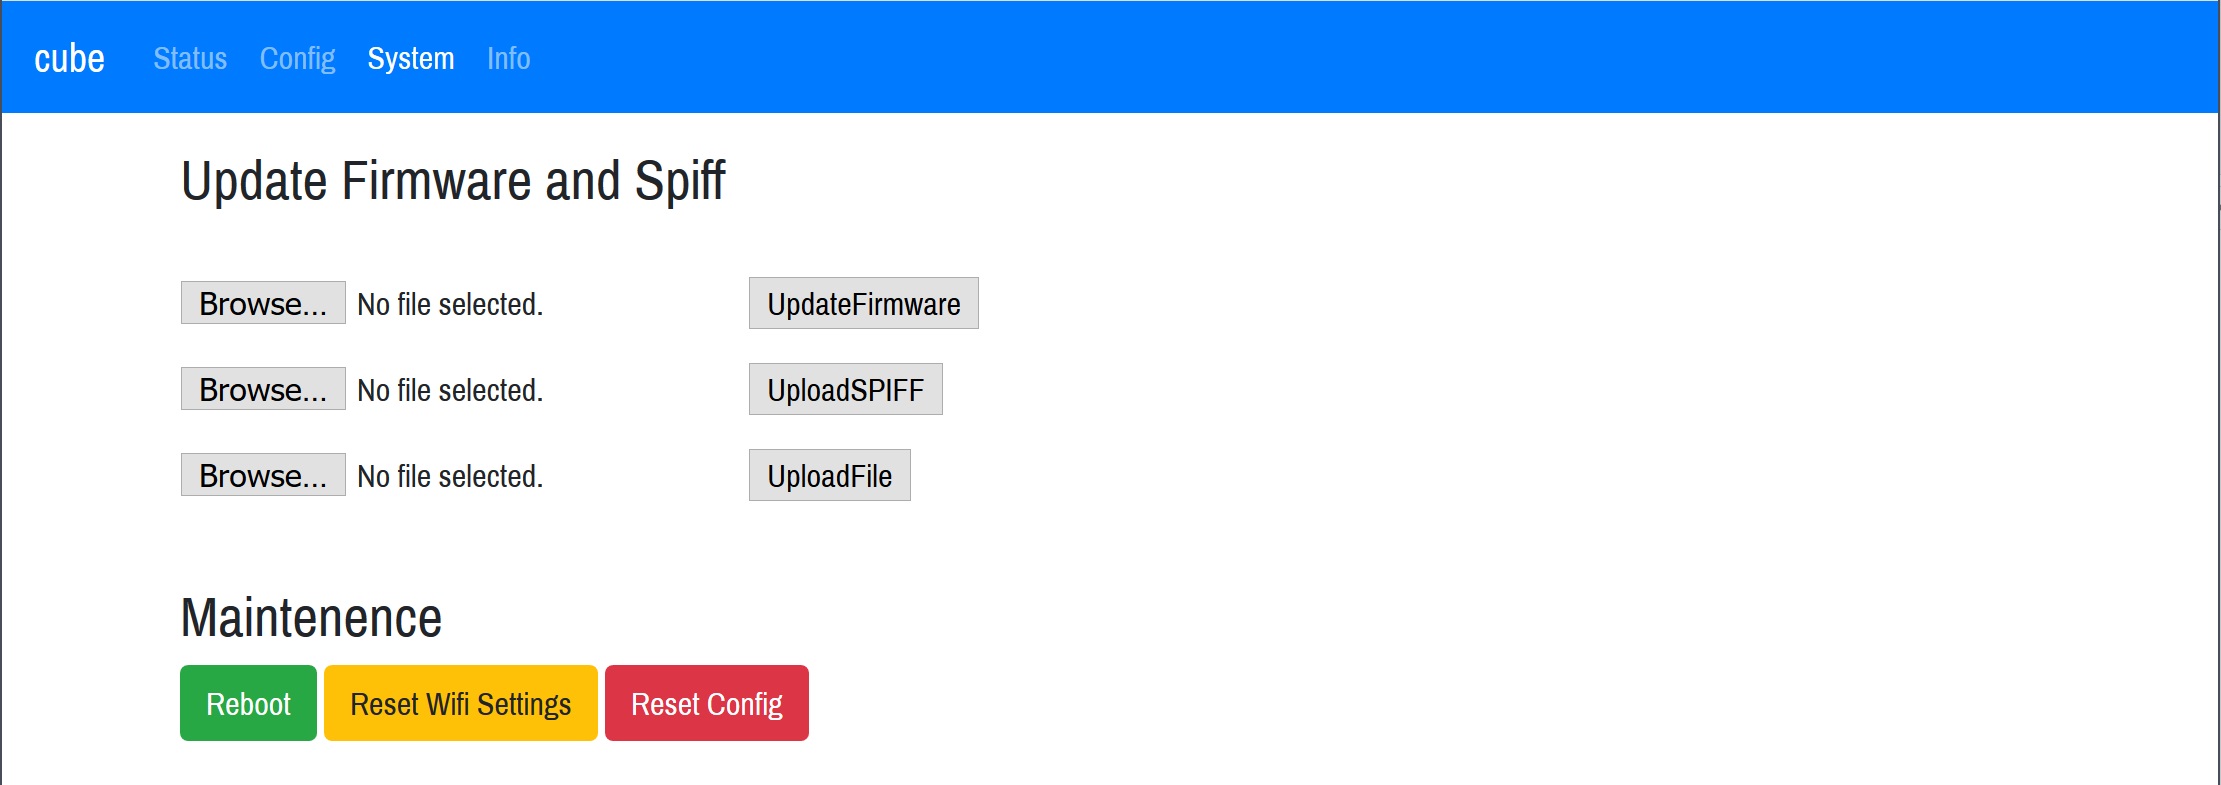 cube Status Config System Info
Update Firmware and Spiff
Browse... No file selected. UpdateFirmware
Browse... No file selected. UploadSPIFF
Browse... No file selected. UploadFile
Maintenence
Reboot Reset Wifi Settings Reset Config